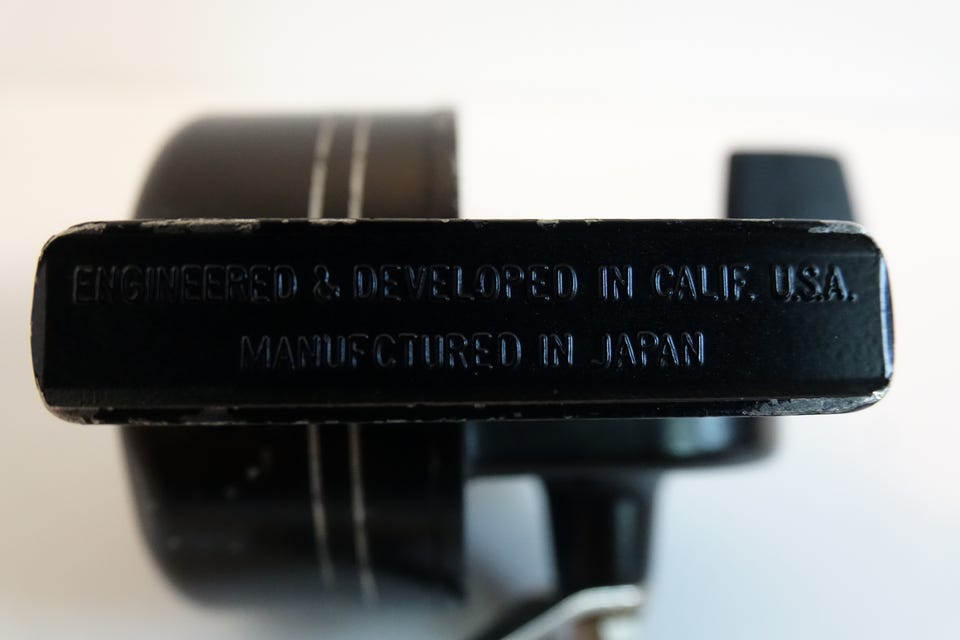 ENGINEERED & DEVELOPED IN CALIF. U.S.A.
MANUFCTURED IN JAPAN